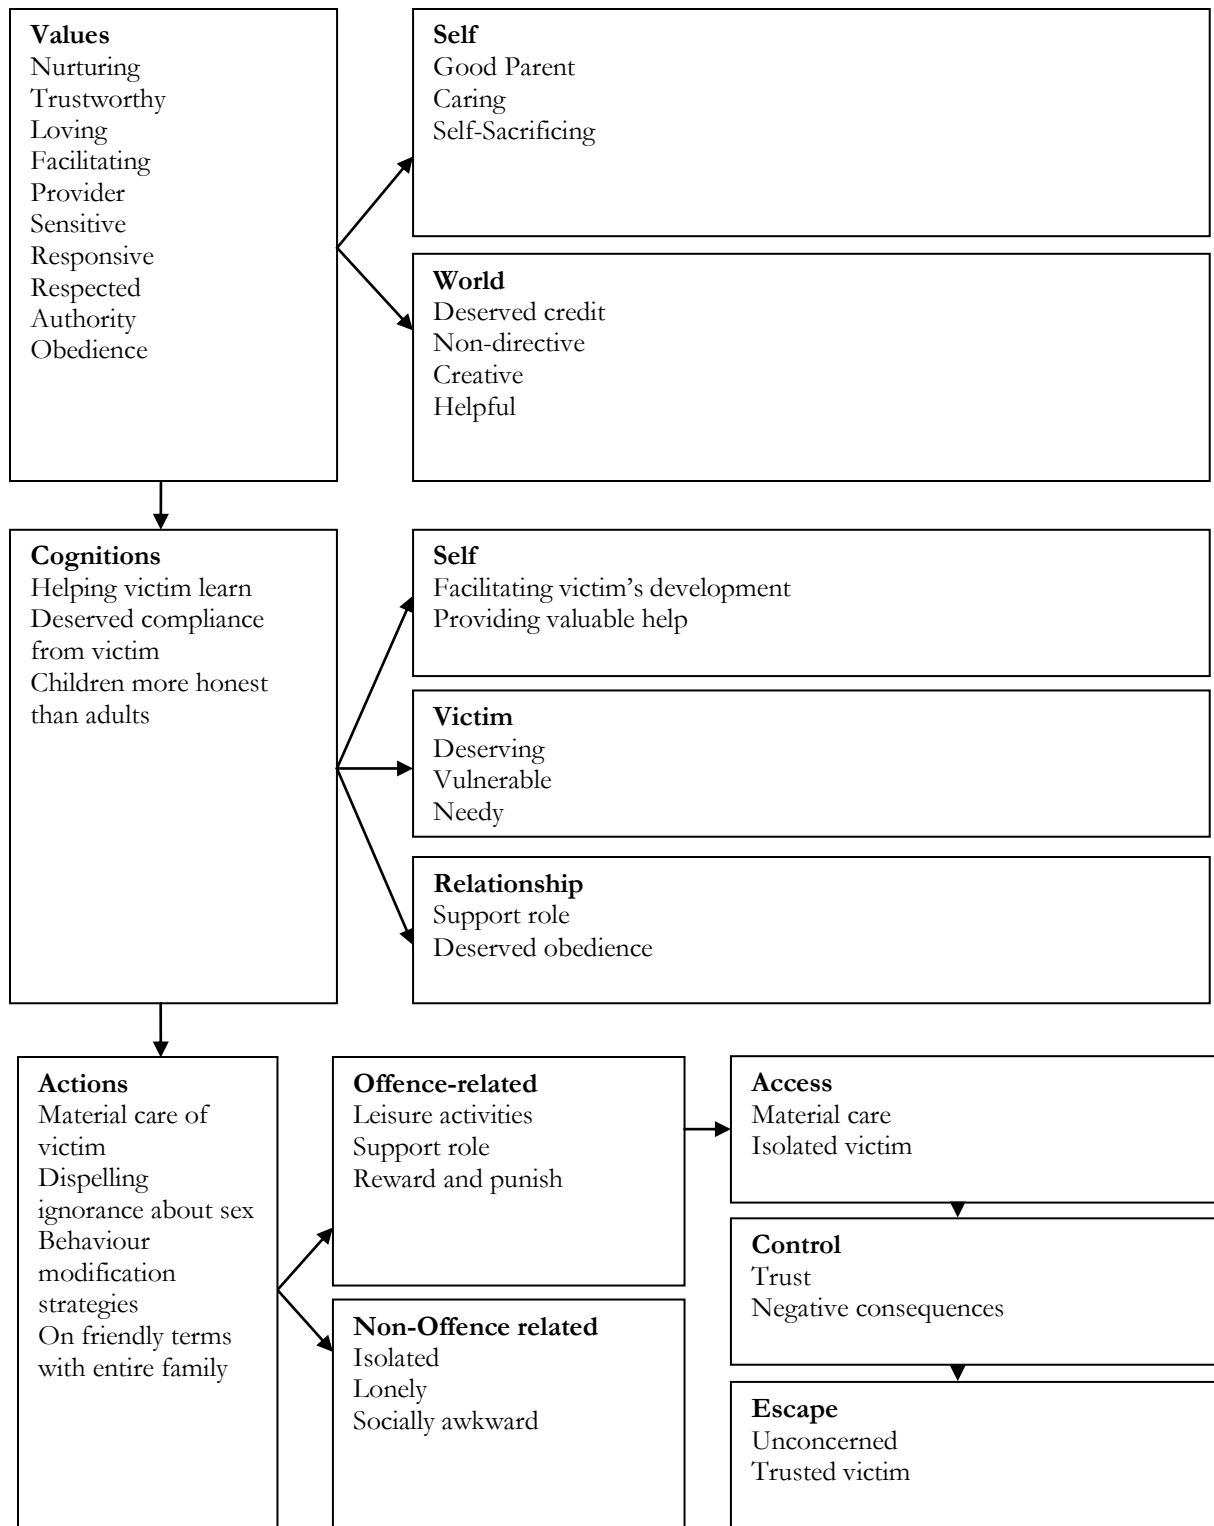 Values
Nurturing
Trustworthy
Loving
Facilitating
Provider
Sensitive
Responsive
Respected
Authority
Obedience
Self
Good Parent
Caring
Self-Sacrificing
World
Deserved credit
Non-directive
Creative
Helpful
Cognitions
Helping victim learn
Deserved compliance
from victim
Children more honest
than adults
Self
Facilitating victim’s development
Providing valuable help
Victim
Deserving
Vulnerable
Needy
Relationship
Support role
Deserved obedience
Actions
Material care of
victim
Dispelling
ignorance about sex
Behaviour
modification
strategies
On friendly terms
with entire family
Offence-related
Leisure activities
Support role
Reward and punish
Non-Offence related
Isolated
Lonely
Socially awkward
Access
Material care
Isolated victim
Control
Trust
Negative consequences
Escape
Unconcerned
Trusted victim